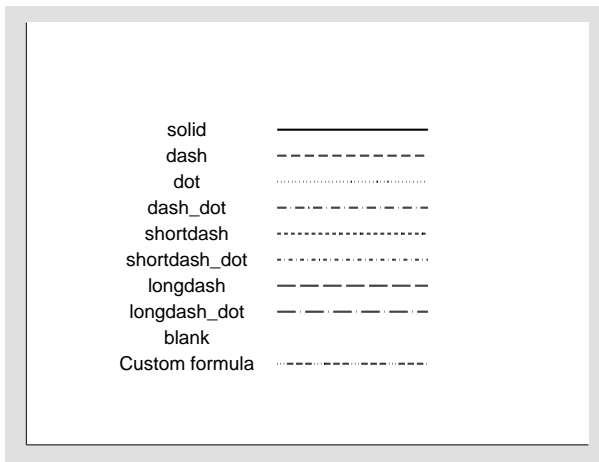 solid
dash
dot
dash_dot
shortdash
shortdash_dot
longdash
longdash_dot
blank
Custom formula